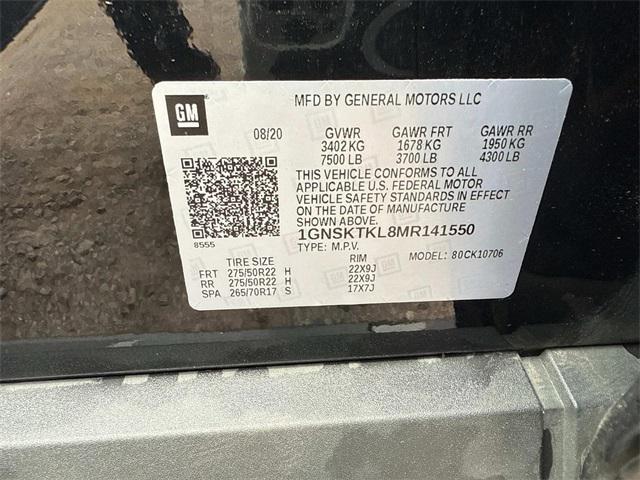 GM
MFD BY GENERAL MOTORS LLC
08/20 GVWR GAWR FRT GAWR RR
3402 KG 1678 KG 1950 KG
7500 LB 3700 LB 4300 LB
THIS VEHICLE CONFORMS TO ALL
APPLICABLE U.S. FEDERAL MOTOR
VEHICLE SAFETY STANDARDS IN EFFECT
ON THE DATE OF MANUFACTURE
SHOWN ABOVE.
8555
1GNSKTKL8MR141550
TYPE: M.P.V. MODEL: 80CK10706
TIRE SIZE RIM
FRT 275/50R22 H 22X9J
RR 275/50R22 H 22X9J
SPA 265/70R17 S 17X7J